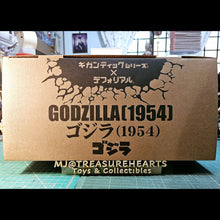 ギガンティックシリーズ
×
デフォリアル
GODZILLA(1954)
ゴジラ(1954)
ゴジラ
MJ@TREASUREHEARTS
Toys & Collectibles